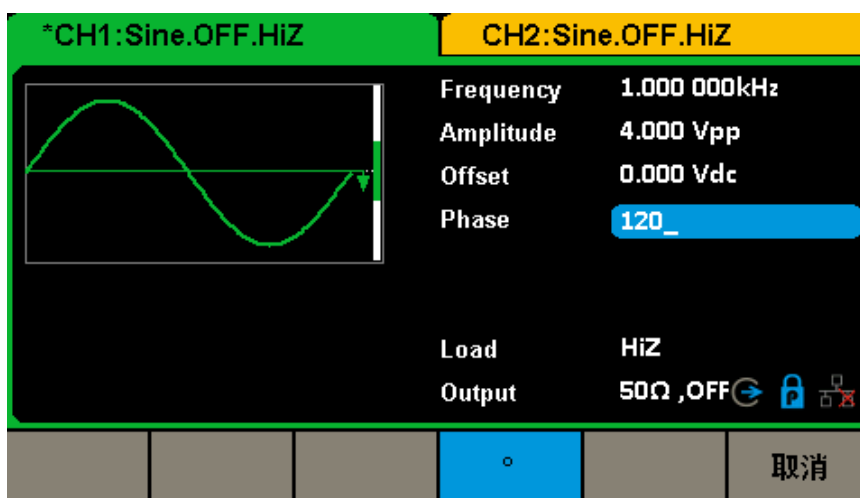 *CH1:Sine.OFF.HiZ
CH2:Sine.OFF.HiZ
Frequency 1.000 000kHz
Amplitude 4.000 Vpp
Offset 0.000 Vdc
Phase 120_
Load HiZ
Output 50Ω ,OFF
P
°
取消